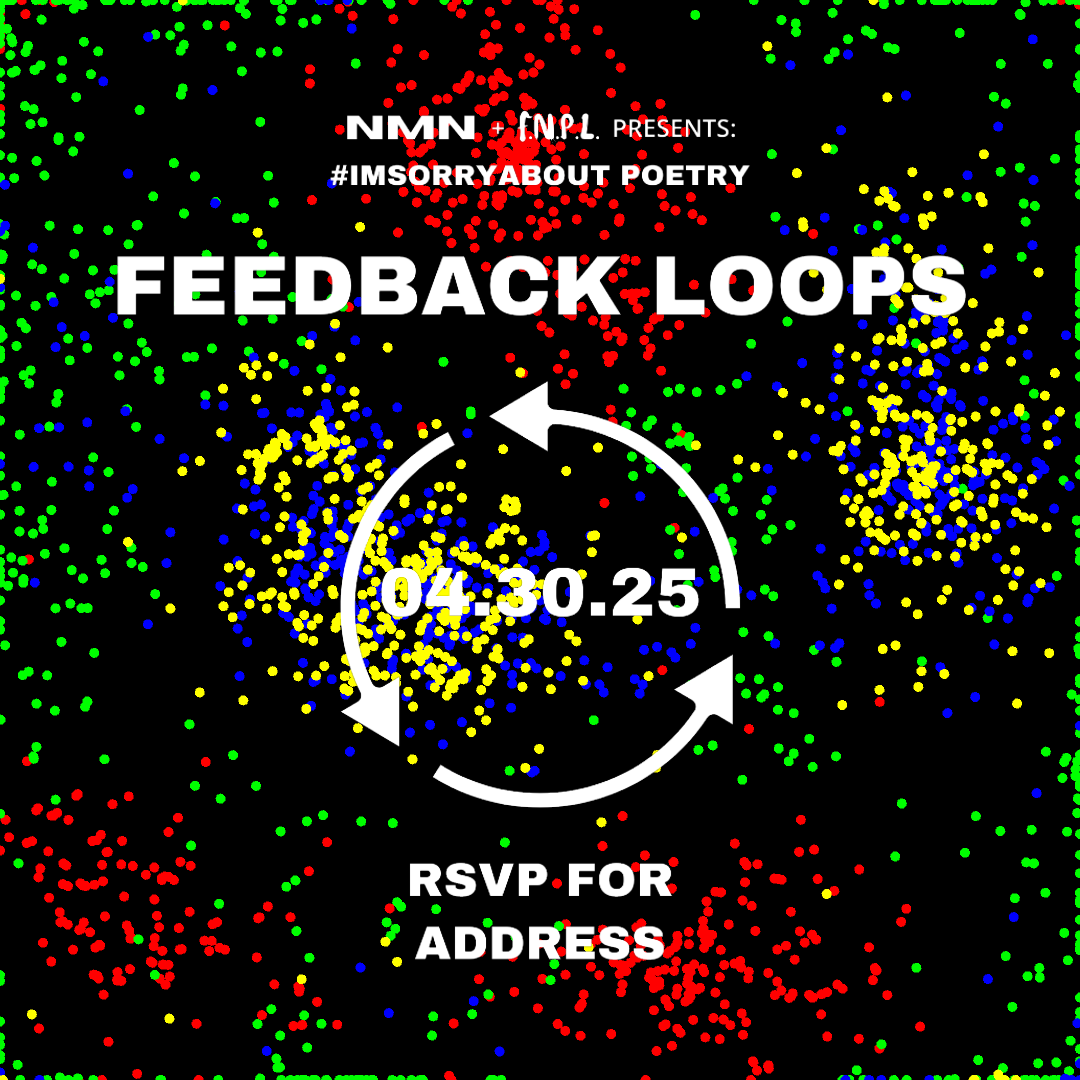 NMN + F.N.P.L. PRESENTS:
#IMSORRYABOUT POETRY
FEEDBACK LOOPS
04.30.25
RSVP FOR
ADDRESS